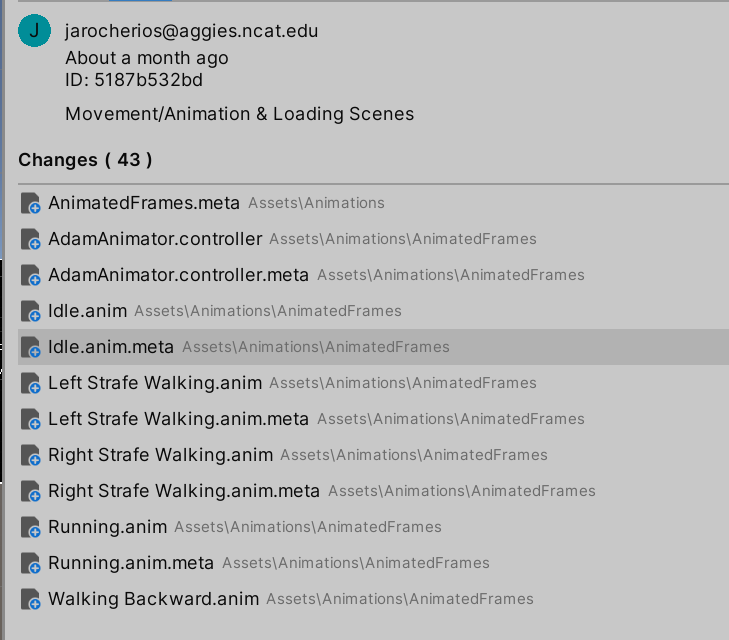 J
jarocherios@aggies.ncat.edu
About a month ago
ID: 5187b532bd
Movement/Animation & Loading Scenes
Changes ( 43 )
AnimatedFrames.meta Assets\Animations
AdamAnimator.controller Assets\Animations\AnimatedFrames
AdamAnimator.controller.meta Assets\Animations\AnimatedFrames
Idle.anim Assets\Animations\AnimatedFrames
Idle.anim.meta Assets\Animations\AnimatedFrames
Left Strafe Walking.anim Assets\Animations\AnimatedFrames
Left Strafe Walking.anim.meta Assets\Animations\AnimatedFrames
Right Strafe Walking.anim Assets\Animations\AnimatedFrames
Right Strafe Walking.anim.meta Assets\Animations\AnimatedFrames
Running.anim Assets\Animations\AnimatedFrames
Running.anim.meta Assets\Animations\AnimatedFrames
Walking Backward.anim Assets\Animations\AnimatedFrames